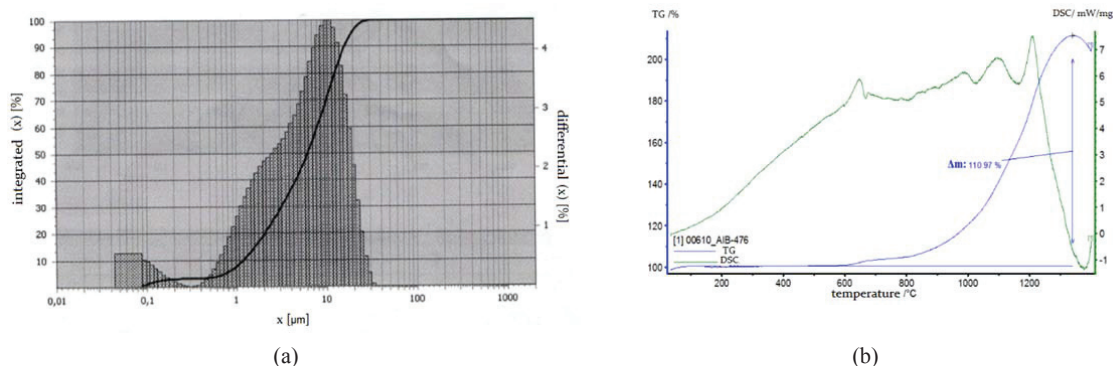 100
90
80
70
60
50
40
30
20
10
integrated (x) [%]
4
3
2
1
differential (x) [%]
0,01 0,1 1 10 100 1000
x [µm]
(a)
TG /%
DSC/ mW/mg
200
180
160
140
120
100
7
6
5
4
3
2
1
0
-1
Δm: 110.97 %
[1] 00610_AlB-476
TG
DSC
200 400 600 800 1000 1200
temperature /°C
(b)